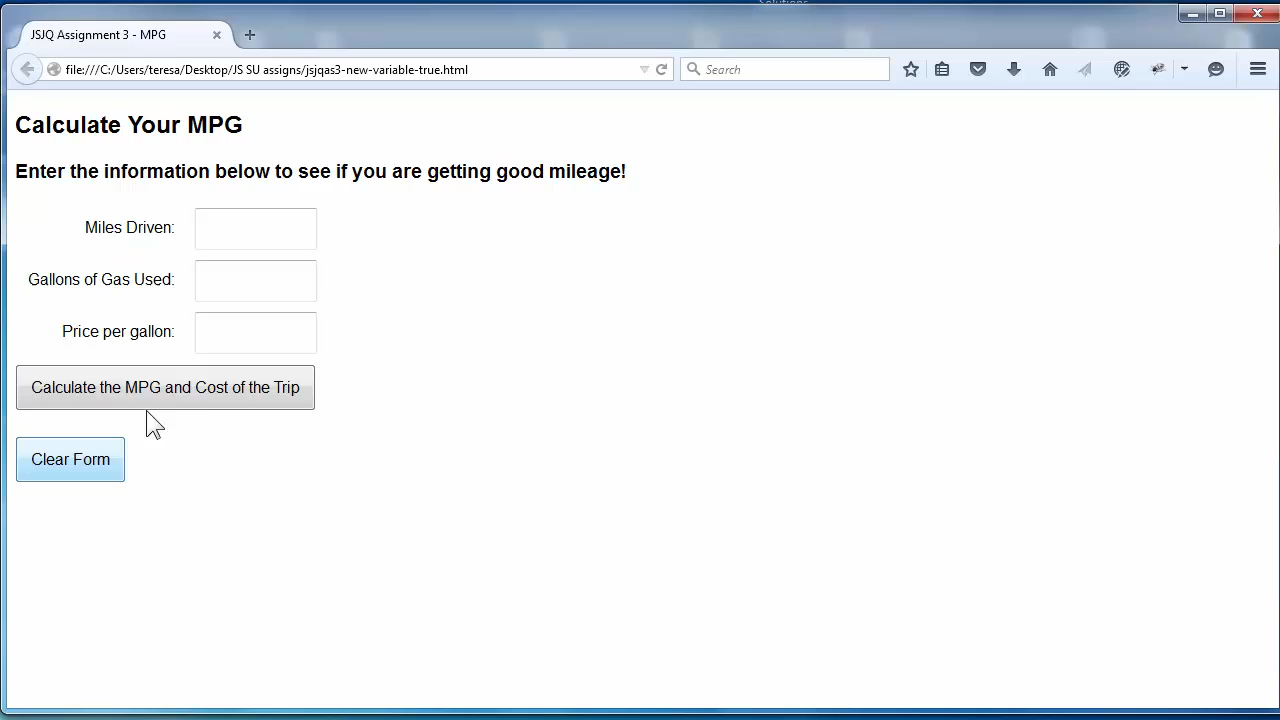 JSJQ Assignment 3 - MPG
file:///C:/Users/teresa/Desktop/JS SU assigns/jsjqas3-new-variable-true.html
Search
Calculate Your MPG
Enter the information below to see if you are getting good mileage!
Miles Driven:
Gallons of Gas Used:
Price per gallon:
Calculate the MPG and Cost of the Trip
Clear Form